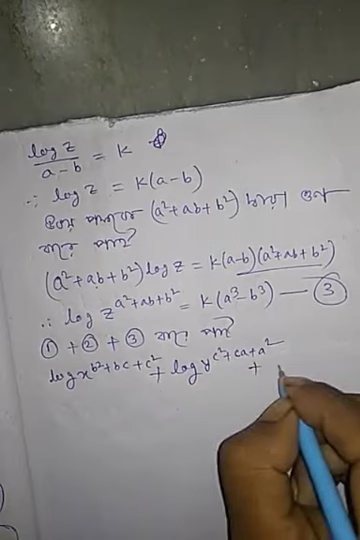 log z / a-b = k
∴ log z = k(a-b)
উভয় পক্ষকে (a²+ab+b²) দ্বারা গুণ
করে পাই
(a²+ab+b²) log z = k(a-b)(a²+ab+b²)
∴ log z^(a²+ab+b²) = k(a³-b³) — ③
① + ② + ③ করে পাই
log x^(b²+bc+c²) + log y^(c²+ca+a²) +